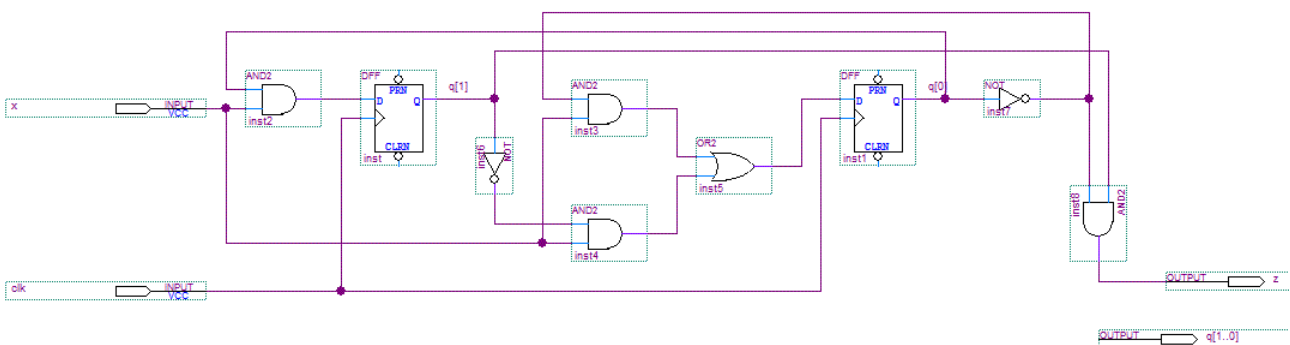 AND2
inst2
x
INPUT
VCC
DFF
PRN
D
Q
CLRN
inst
q[1]
inst6
NOT
AND2
inst3
AND2
inst4
OR2
inst5
DFF
PRN
D
Q
CLRN
inst1
q[0]
NOT
inst7
inst8
AND2
clk
INPUT
VCC
OUTPUT
z
OUTPUT
q[1..0]